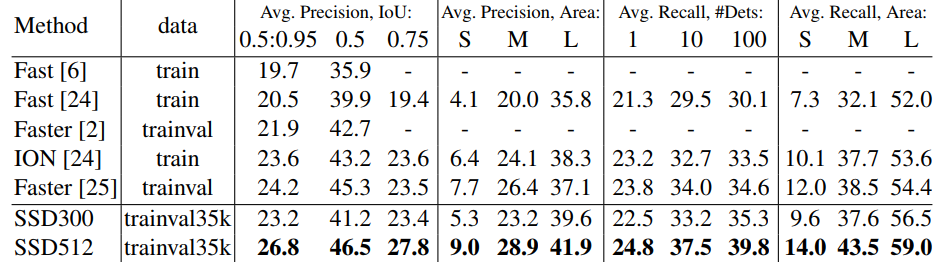 Method data Avg. Precision, IoU: Avg. Precision, Area: Avg. Recall, #Dets: Avg. Recall, Area:
0.5:0.95 0.5 0.75 S M L 1 10 100 S M L
Fast [6] train 19.7 35.9 - - - - - - - - - -
Fast [24] train 20.5 39.9 19.4 4.1 20.0 35.8 21.3 29.5 30.1 7.3 32.1 52.0
Faster [2] trainval 21.9 42.7 - - - - - - - - - -
ION [24] train 23.6 43.2 23.6 6.4 24.1 38.3 23.2 32.7 33.5 10.1 37.7 53.6
Faster [25] trainval 24.2 45.3 23.5 7.7 26.4 37.1 23.8 34.0 34.6 12.0 38.5 54.4
SSD300 trainval35k 23.2 41.2 23.4 5.3 23.2 39.6 22.5 33.2 35.3 9.6 37.6 56.5
SSD512 trainval35k 26.8 46.5 27.8 9.0 28.9 41.9 24.8 37.5 39.8 14.0 43.5 59.0